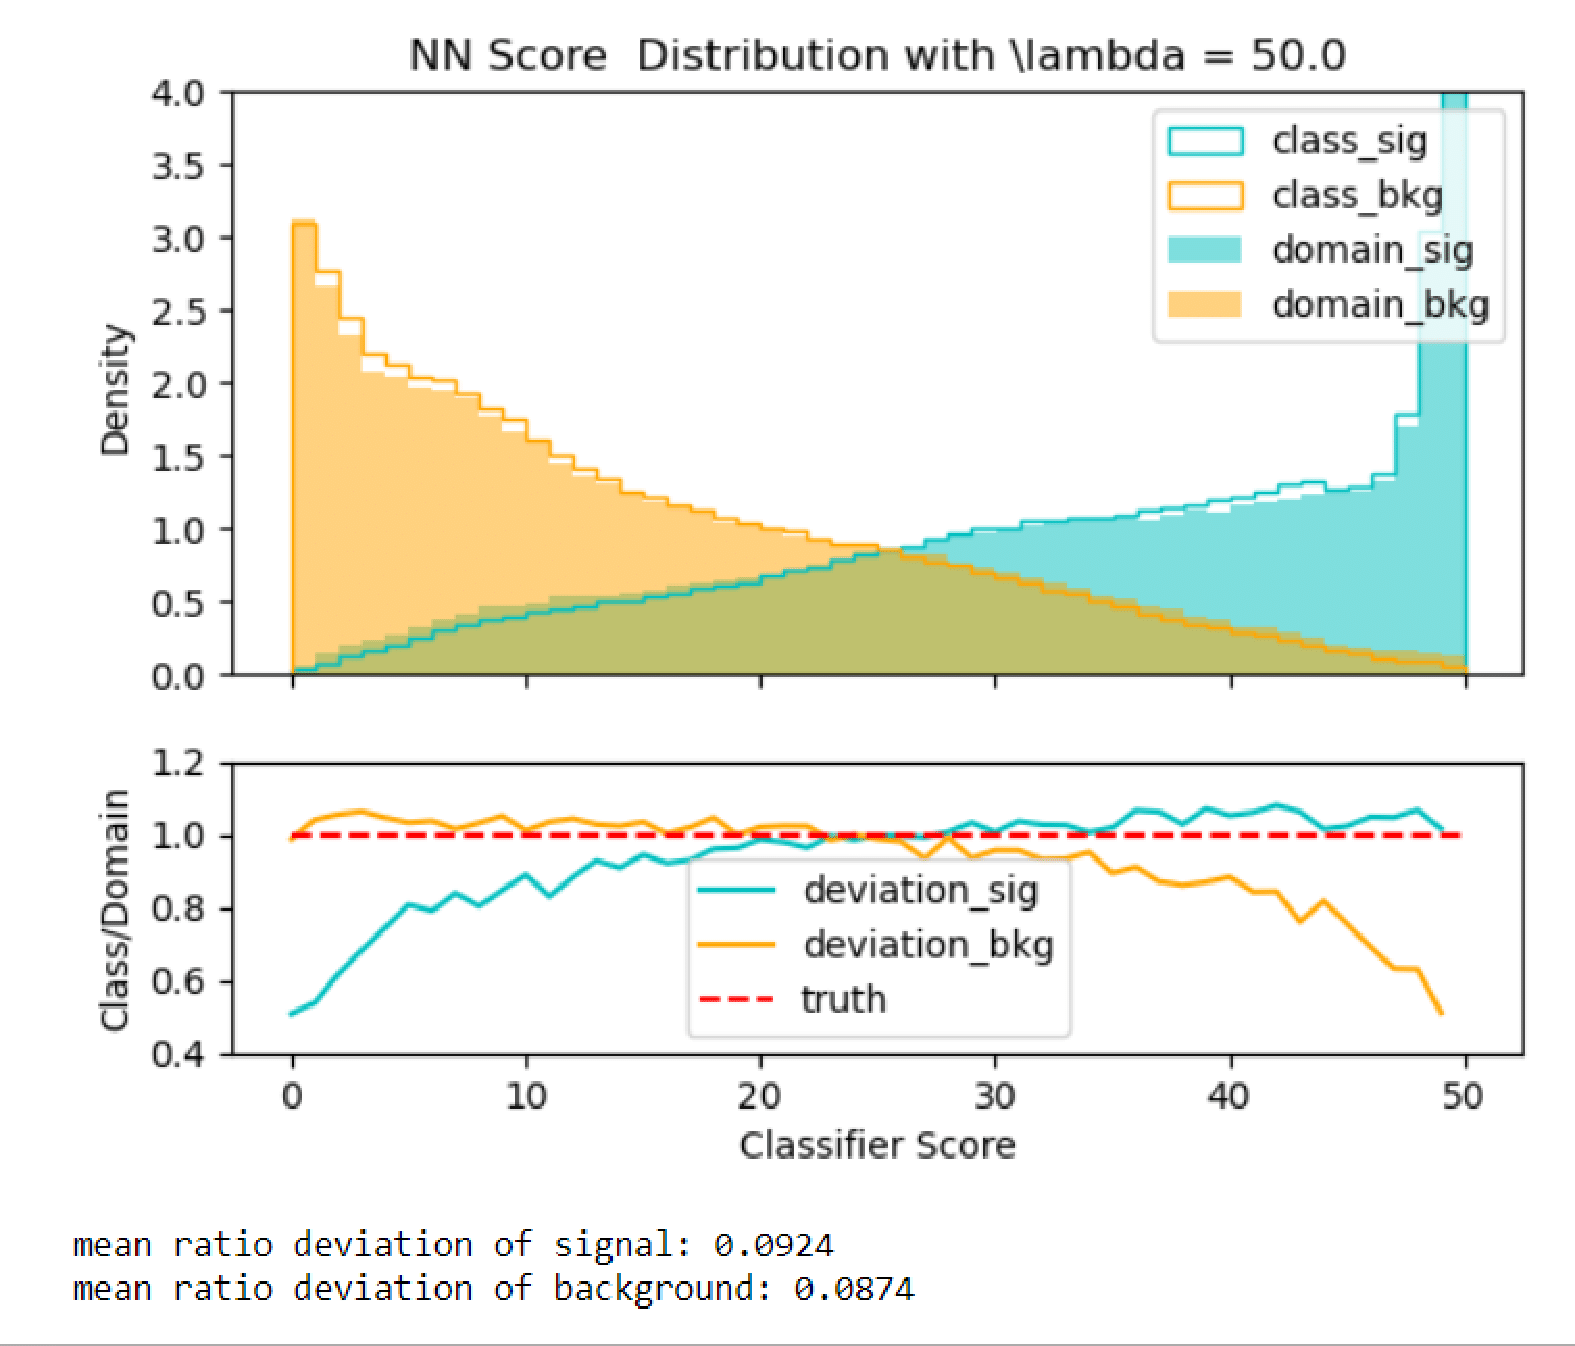 NN Score  Distribution with \lambda = 50.0
4.0
3.5
3.0
2.5
2.0
1.5
1.0
0.5
0.0
Density
class_sig
class_bkg
domain_sig
domain_bkg
1.2
1.0
0.8
0.6
0.4
Class/Domain
deviation_sig
deviation_bkg
truth
0 10 20 30 40 50
Classifier Score
mean ratio deviation of signal: 0.0924
mean ratio deviation of background: 0.0874